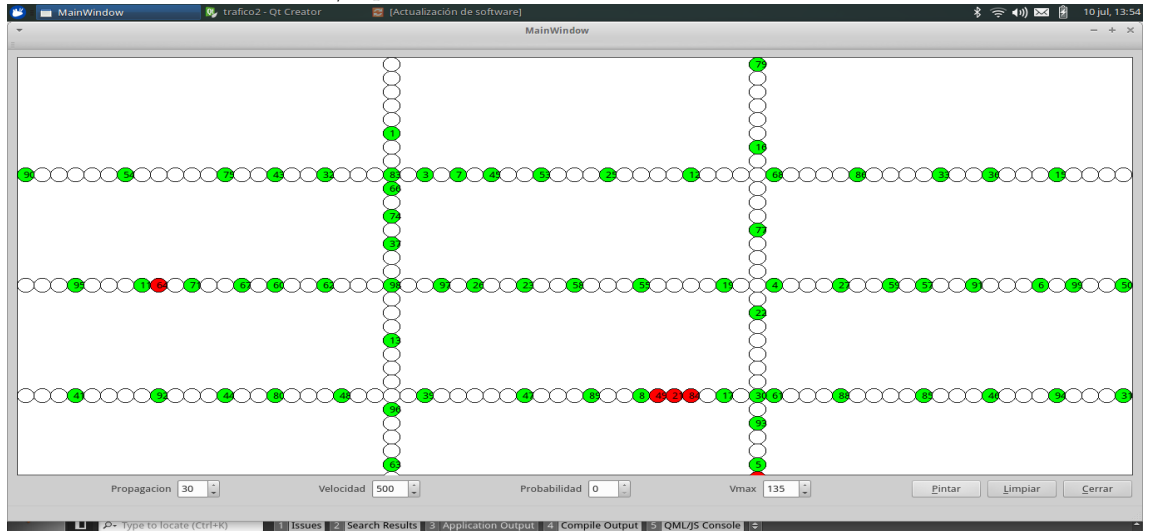 MainWindow trafico2 - Qt Creator [Actualización de software] 10 jul, 13:54
MainWindow
79
1
16
90 54 75 43 32 83 3 7 45 53 25 12 68 86 33 36 15
66
74
77
37
95 11 64 71 67 60 62 98 97 26 23 58 55 19 4 27 59 57 91 6 99 50
22
13
41 92 44 80 48 39 47 89 8 49 2 84 17 30 61 88 85 46 94 31
96
93
63 5
Propagacion 30 Velocidad 500 Probabilidad 0 Vmax 135 Pintar Limpiar Cerrar
Type to locate (Ctrl+K) 1 Issues 2 Search Results 3 Application Output 4 Compile Output 5 QML/JS Console